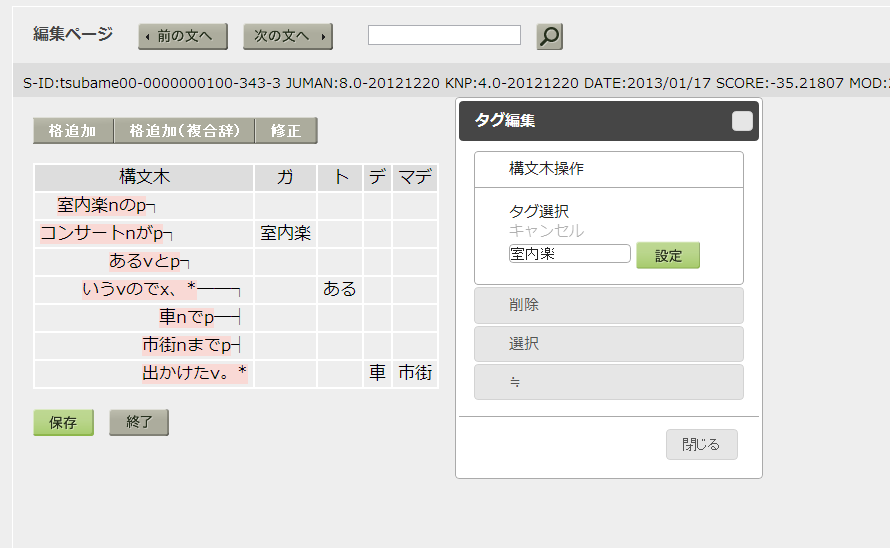 編集ページ 前の文へ 次の文へ
S-ID:tsubame00-0000000100-343-3 JUMAN:8.0-20121220 KNP:4.0-20121220 DATE:2013/01/17 SCORE:-35.21807 MOD:
格追加 格追加(複合辞) 修正
構文木 ガ ト デ マデ
室内楽nのp┐
コンサートnがp┐ 室内楽
あるvとp┐
いうvのでx、*──┐ ある
車nでp─┤
市街nまでp┤
出かけたv。* 車 市街
保存 終了
タグ編集
構文木操作
タグ選択
キャンセル
室内楽 設定
削除
選択
≒
閉じる